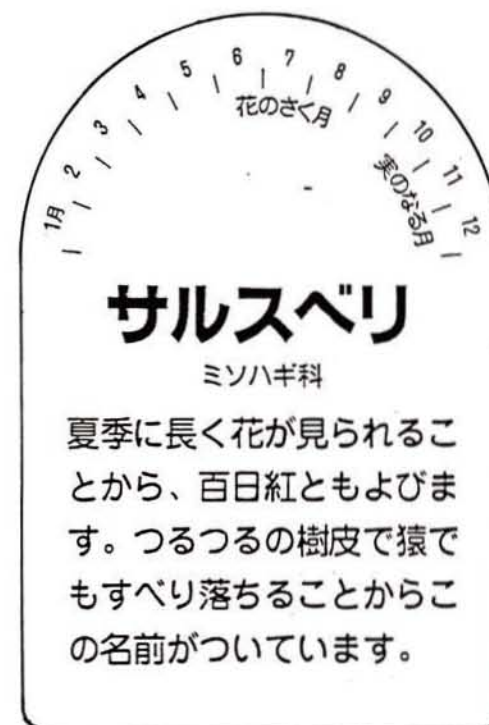 1月 2 3 4 5 6 7 8 9 10 11 12
花のさく月
実のなる月
サルスベリ
ミソハギ科
夏季に長く花が見られるこ
とから、百日紅ともよびま
す。つるつるの樹皮で猿で
もすべり落ちることからこ
の名前がついています。